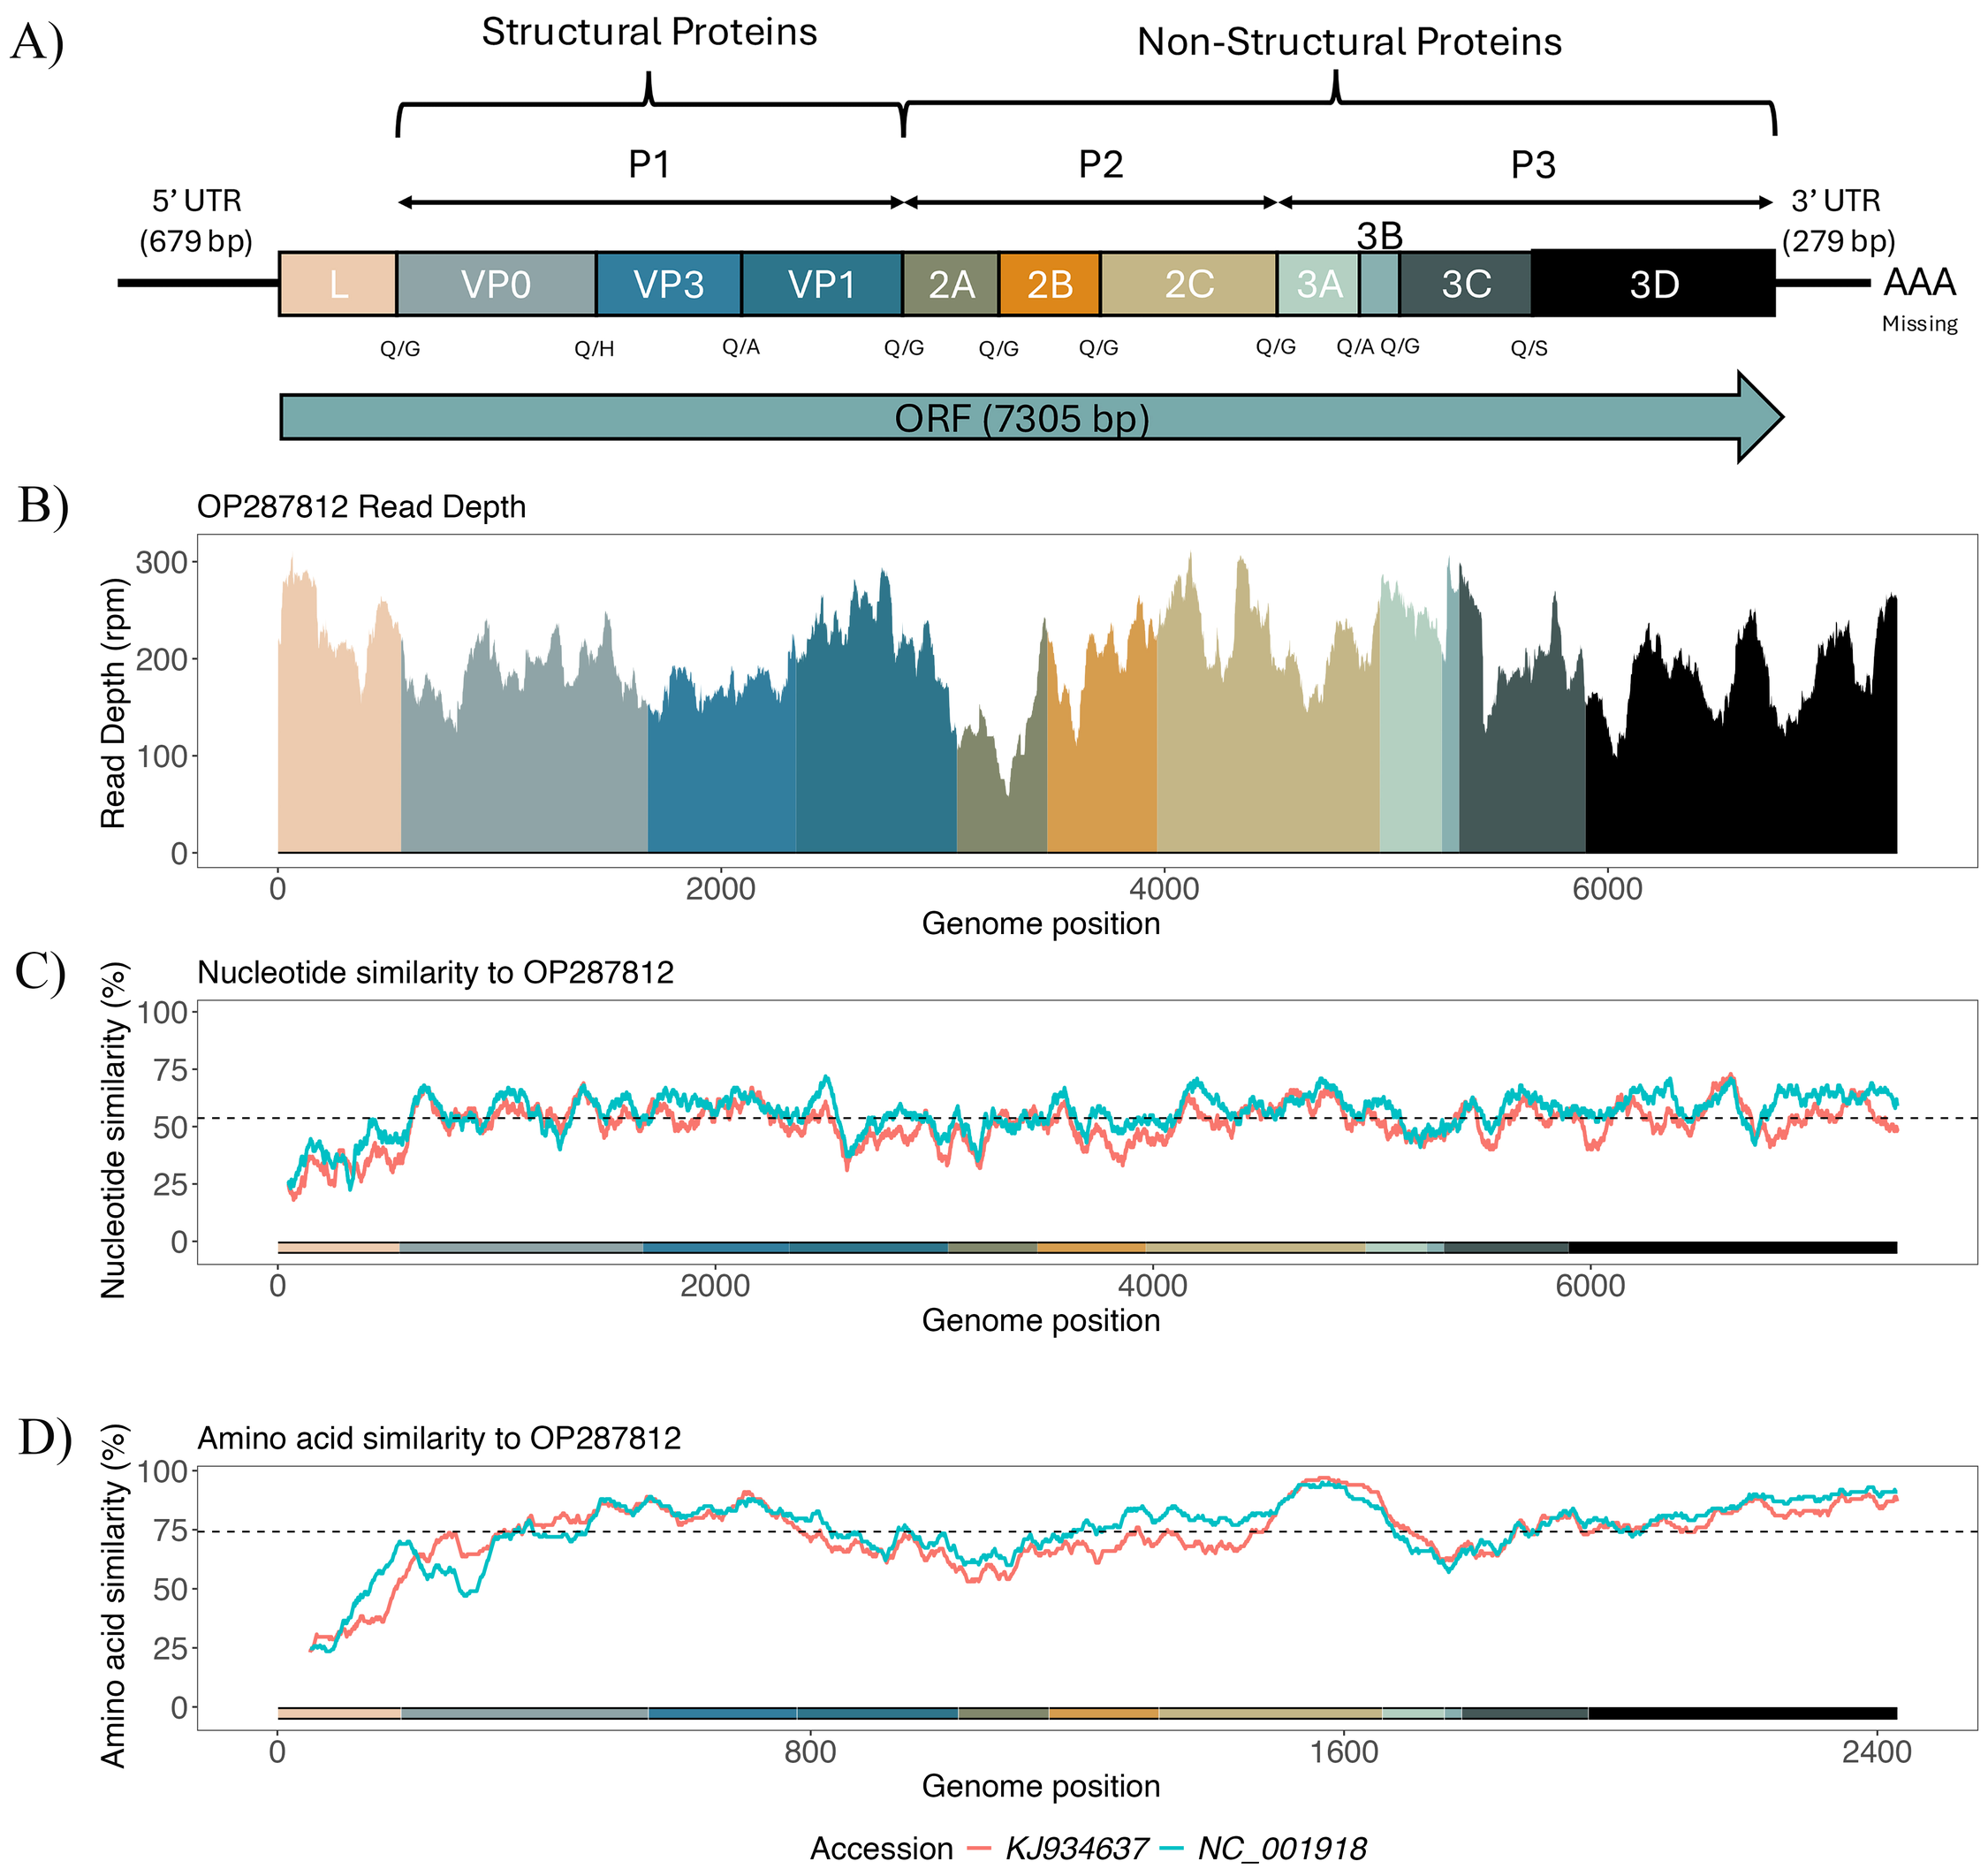 A)
Structural Proteins
Non-Structural Proteins
P1
P2
P3
5’ UTR
(679 bp)
3’ UTR
(279 bp)
3B
L
VP0
VP3
VP1
2A
2B
2C
3A
3C
3D
AAA
Missing
Q/G
Q/H
Q/A
Q/G
Q/G
Q/G
Q/G
Q/A
Q/G
Q/S
ORF (7305 bp)
B)
OP287812 Read Depth
Read Depth (rpm)
300
200
100
0
0
2000
4000
6000
Genome position
C)
Nucleotide similarity to OP287812
Nucleotide similarity (%)
100
75
50
25
0
0
2000
4000
6000
Genome position
D)
Amino acid similarity to OP287812
Amino acid similarity (%)
100
75
50
25
0
0
800
1600
2400
Genome position
Accession KJ934637 NC_001918